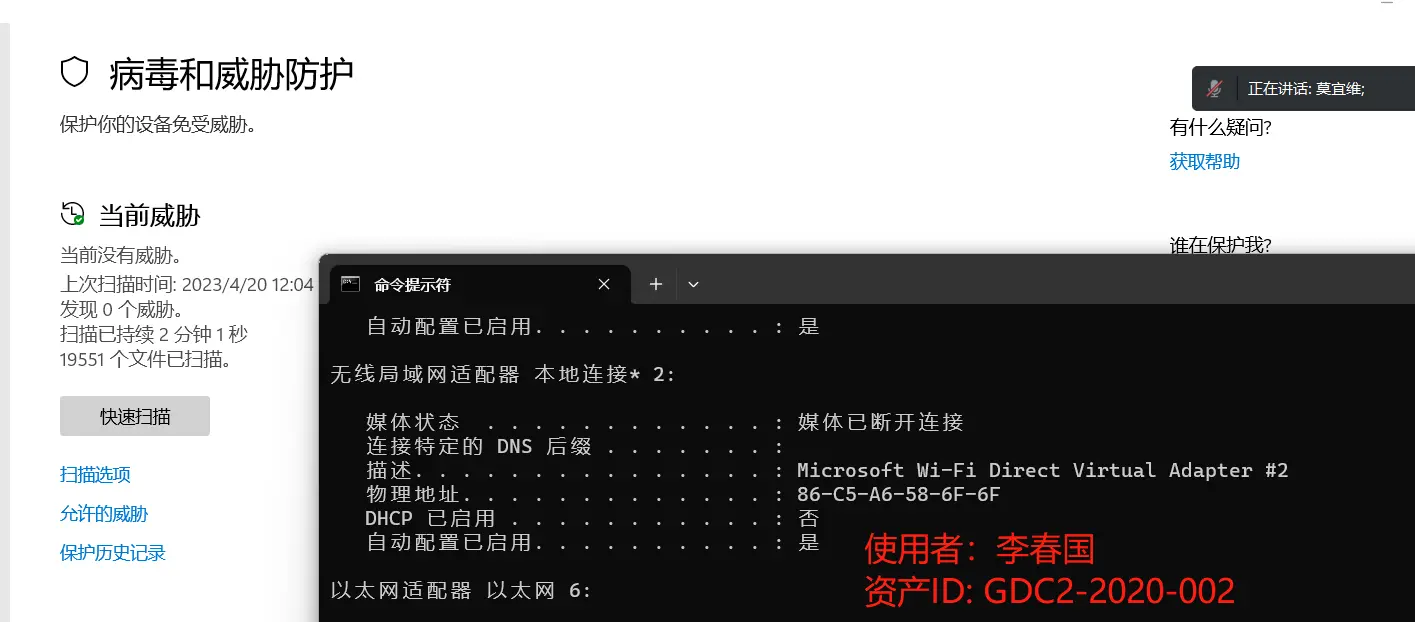 病毒和威胁防护
保护你的设备免受威胁。
正在讲话: 莫宜维;
有什么疑问?
获取帮助
谁在保护我?
当前威胁
当前没有威胁。
上次扫描时间: 2023/4/20 12:04
发现 0 个威胁。
扫描已持续 2 分钟 1 秒
19551 个文件已扫描。
快速扫描
扫描选项
允许的威胁
保护历史记录
命令提示符
自动配置已启用. . . . . . . . . . : 是
无线局域网适配器 本地连接* 2:
媒体状态 . . . . . . . . . . . . : 媒体已断开连接
连接特定的 DNS 后缀 . . . . . . . :
描述. . . . . . . . . . . . . . . : Microsoft Wi-Fi Direct Virtual Adapter #2
物理地址. . . . . . . . . . . . . : 86-C5-A6-58-6F-6F
DHCP 已启用 . . . . . . . . . . . : 否
自动配置已启用. . . . . . . . . . : 是
以太网适配器 以太网 6:
使用者：李春国
资产ID: GDC2-2020-002